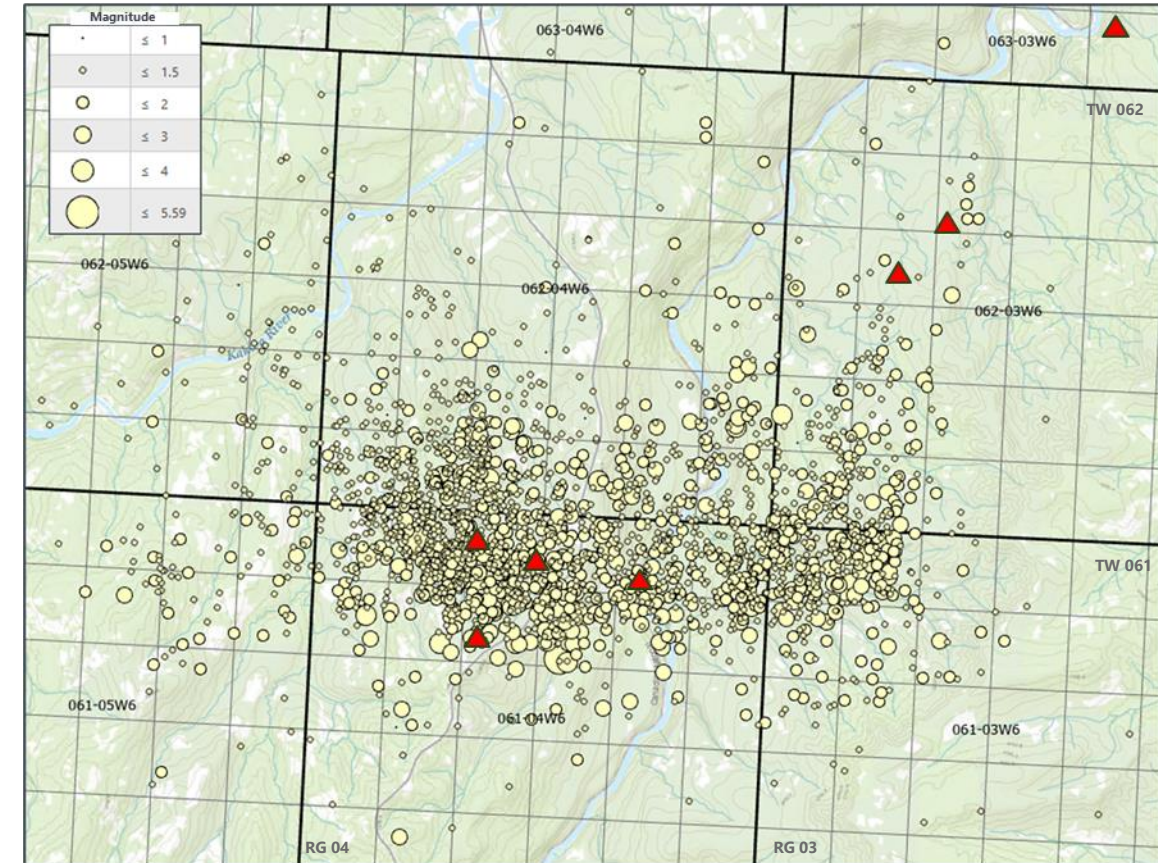 Magnitude
≤ 1
≤ 1.5
≤ 2
≤ 3
≤ 4
≤ 5.59
063-04W6
063-03W6
TW 062
062-05W6
062-04W6
062-03W6
River
TW 061
061-05W6
061-04W6
061-03W6
RG 04
RG 03